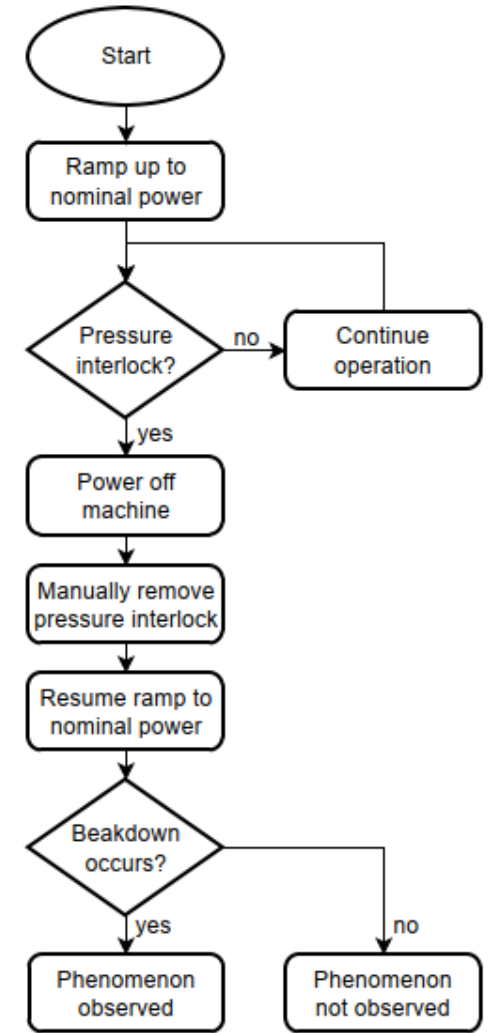 Start
Ramp up to
nominal power
Pressure
interlock?
no
Continue
operation
yes
Power off
machine
Manually remove
pressure interlock
Resume ramp to
nominal power
Beakdown
occurs?
yes
no
Phenomenon
observed
Phenomenon
not observed